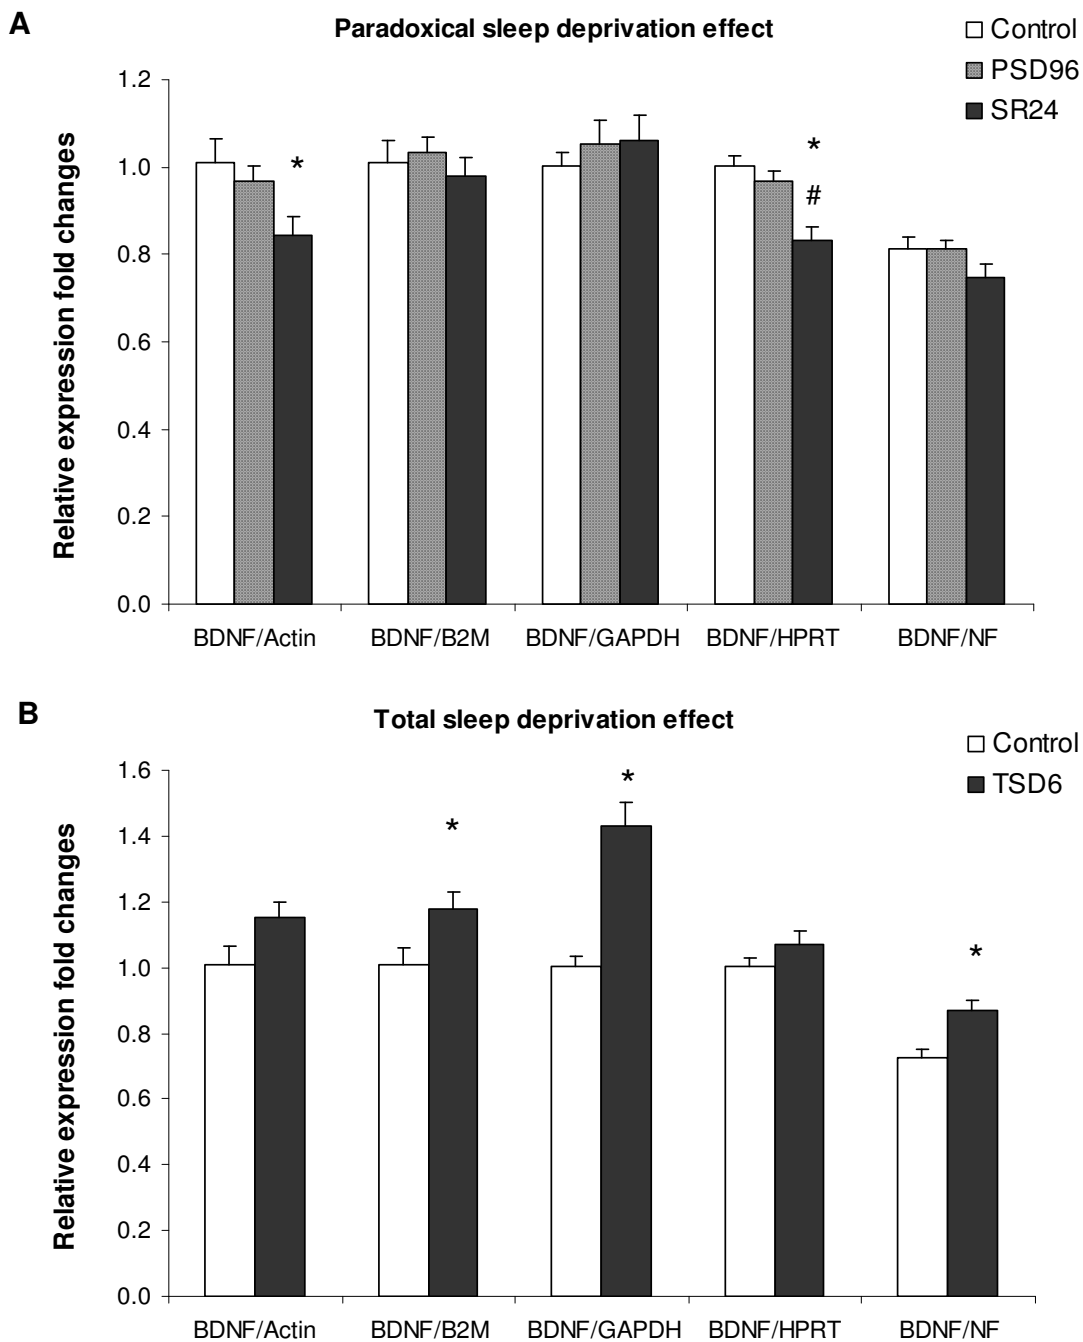 A
Paradoxical sleep deprivation effect
Control
PSD96
SR24
Relative expression fold changes
1.2
1.0
0.8
0.6
0.4
0.2
0.0
*
*
#
BDNF/Actin BDNF/B2M BDNF/GAPDH BDNF/HPRT BDNF/NF
B
Total sleep deprivation effect
Control
TSD6
Relative expression fold changes
1.6
1.4
1.2
1.0
0.8
0.6
0.4
0.2
0.0
*
*
*
BDNF/Actin BDNF/B2M BDNF/GAPDH BDNF/HPRT BDNF/NF